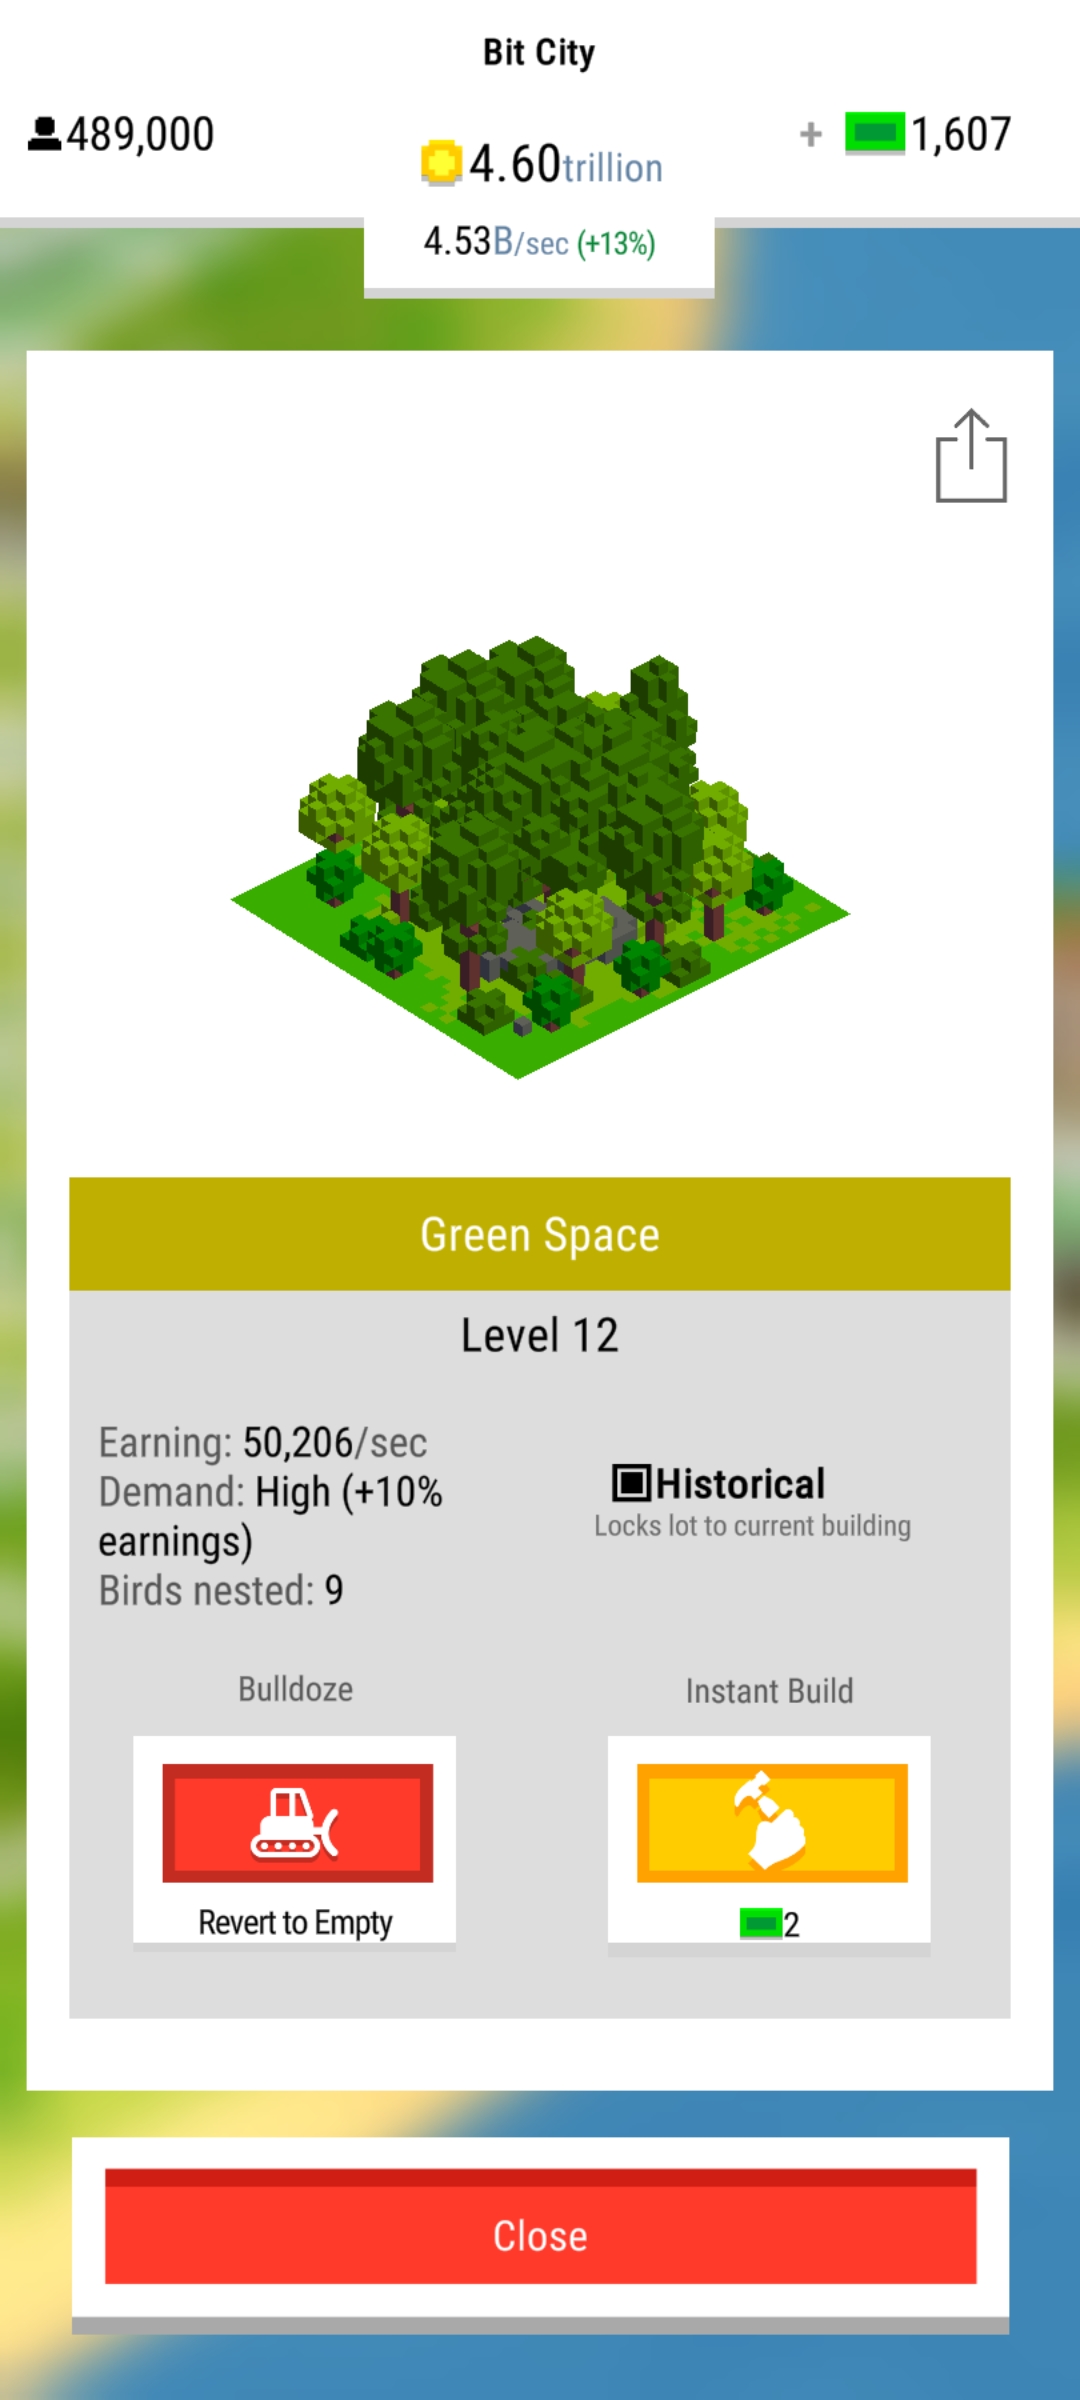 Bit City
489,000
4.60trillion
+ 1,607
4.53B/sec (+13%)
Green Space
Level 12
Earning: 50,206/sec
Demand: High (+10%
earnings)
Birds nested: 9
Historical
Locks lot to current building
Bulldoze
Instant Build
Revert to Empty
2
Close